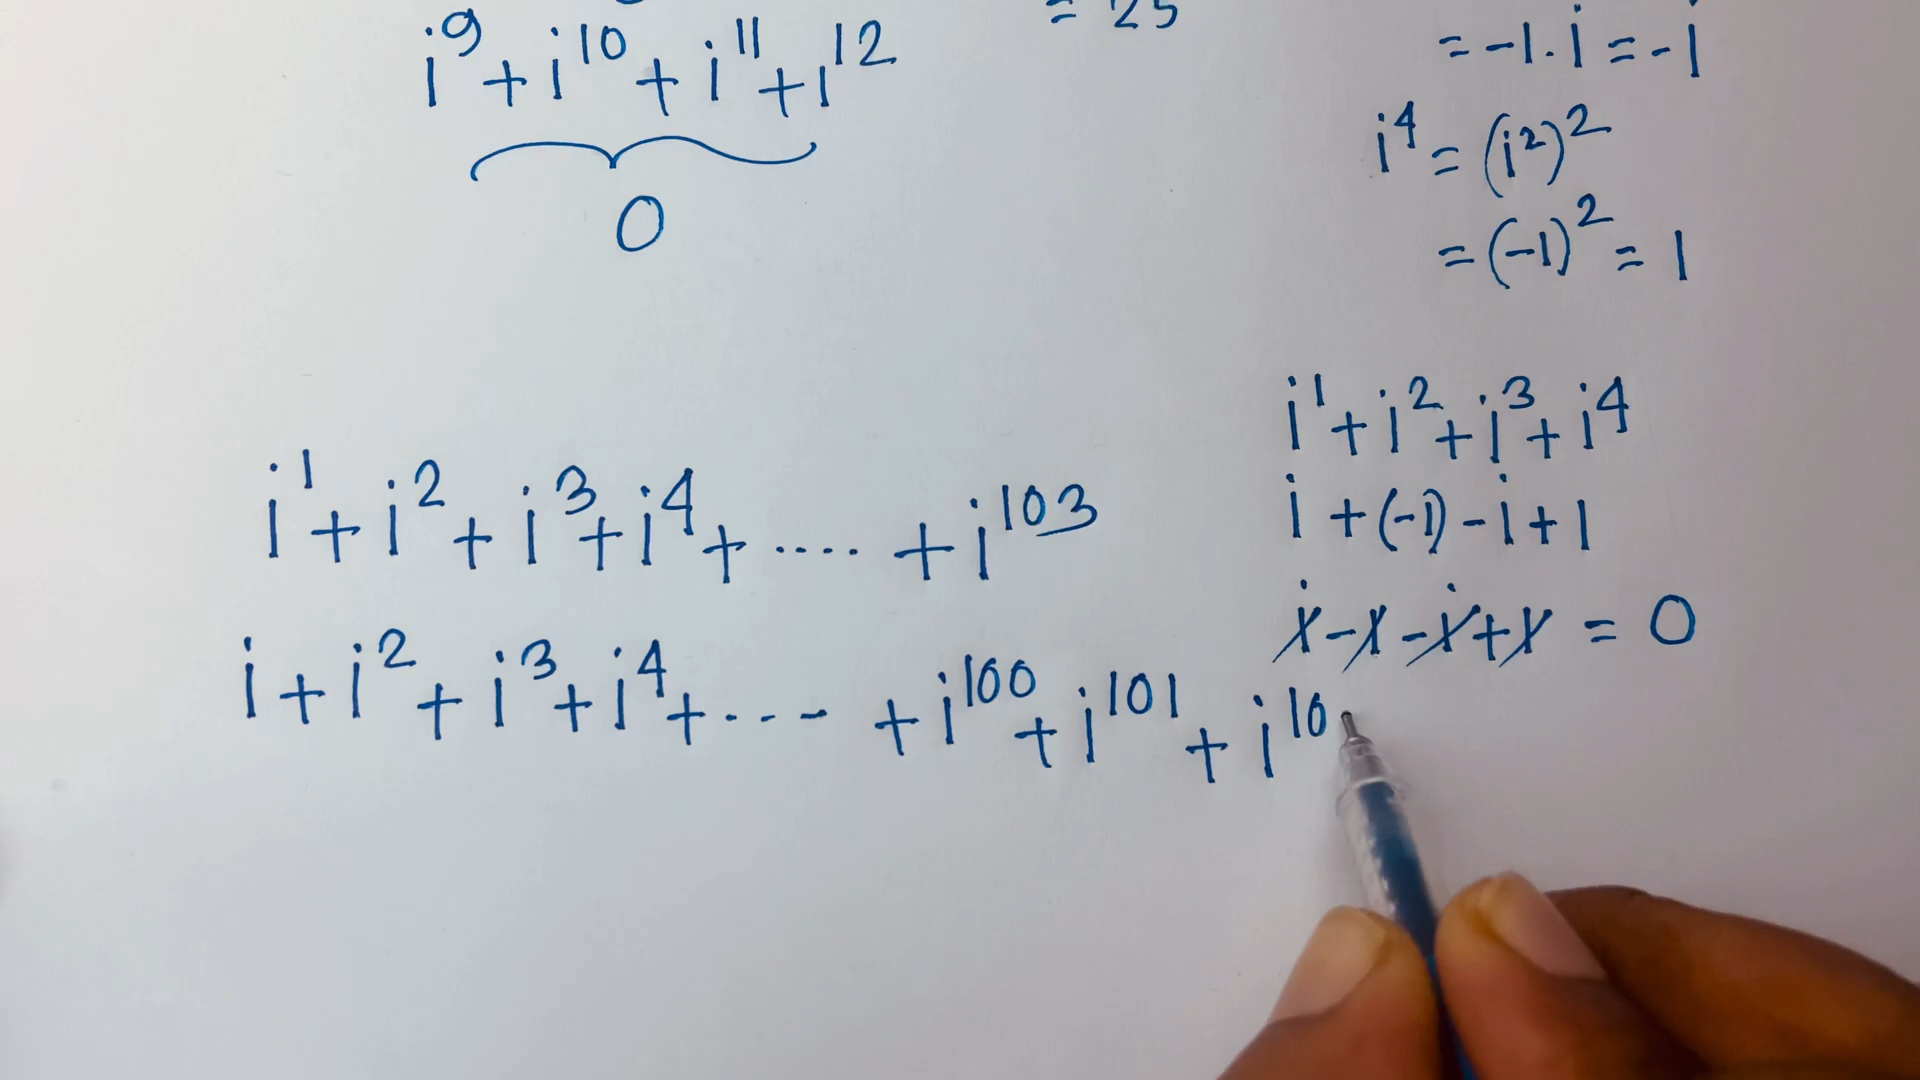 i⁹ + i¹⁰ + i¹¹ + i¹²
0
= 25
= -1 . i = -i
i⁴ = (i²)²
= (-1)² = 1
i¹ + i² + i³ + i⁴
i + (-1) - i + 1
i - 1 - i + 1 = 0
i¹ + i² + i³ + i⁴ + .... + i¹⁰³
i + i² + i³ + i⁴ + ---- + i¹⁰⁰ + i¹⁰¹ + i¹⁰